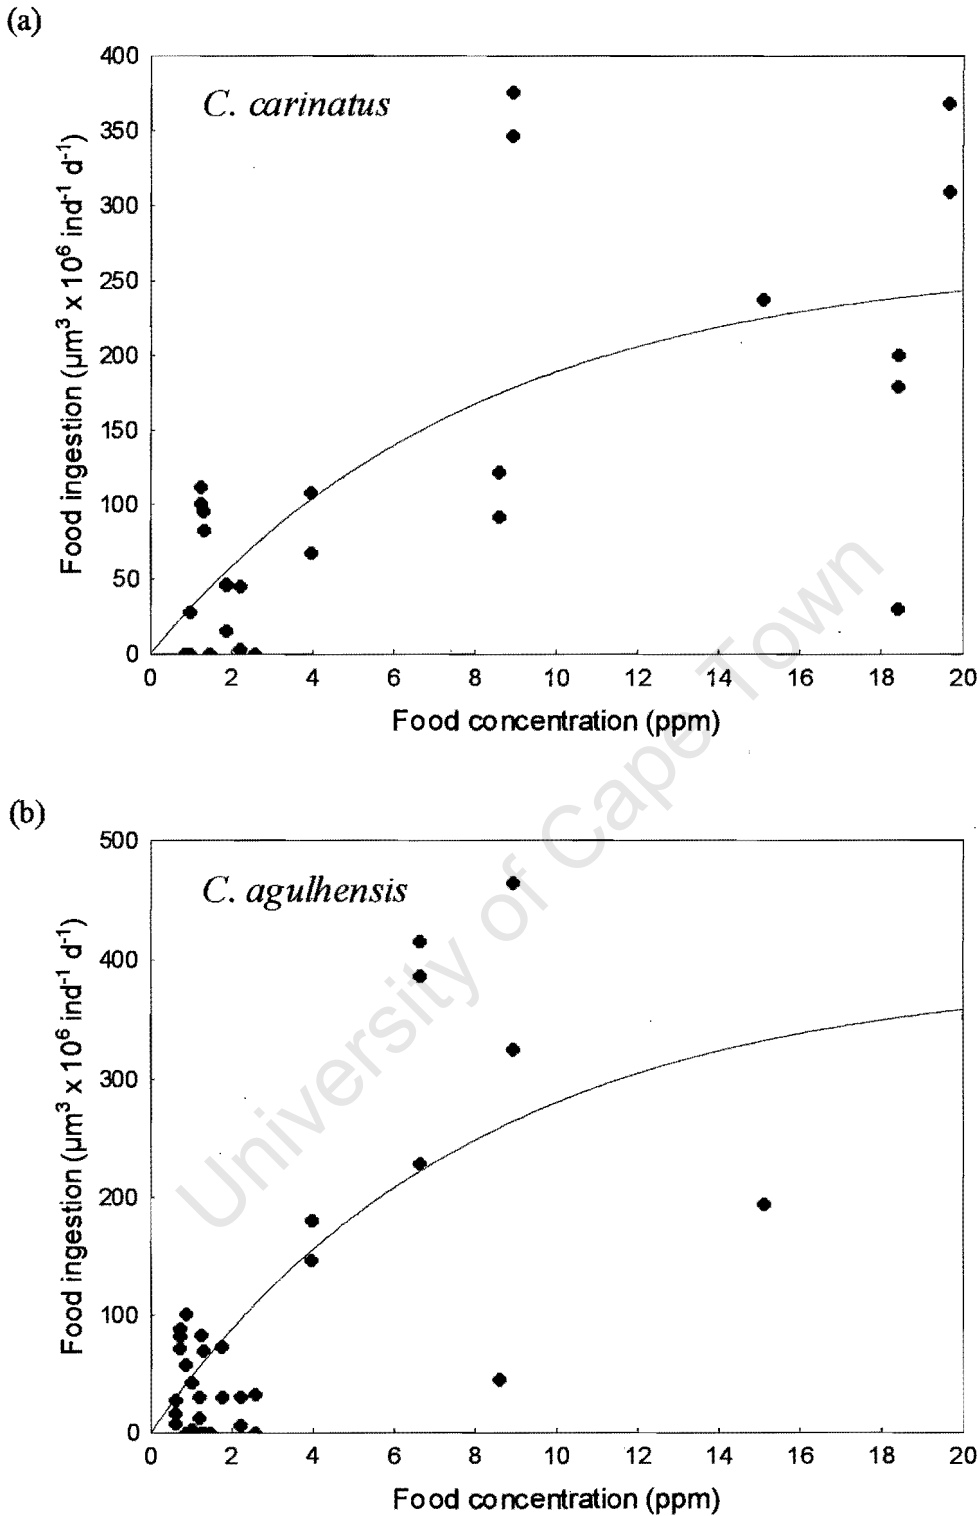 (a)
400
350
300
250
200
150
100
50
0
Food ingestion (µm³ x 10⁶ ind⁻¹ d⁻¹)
C. carinatus
0 2 4 6 8 10 12 14 16 18 20
Food concentration (ppm)
(b)
500
400
300
200
100
0
Food ingestion (µm³ x 10⁶ ind⁻¹ d⁻¹)
C. agulhensis
0 2 4 6 8 10 12 14 16 18 20
Food concentration (ppm)
University of Cape Town